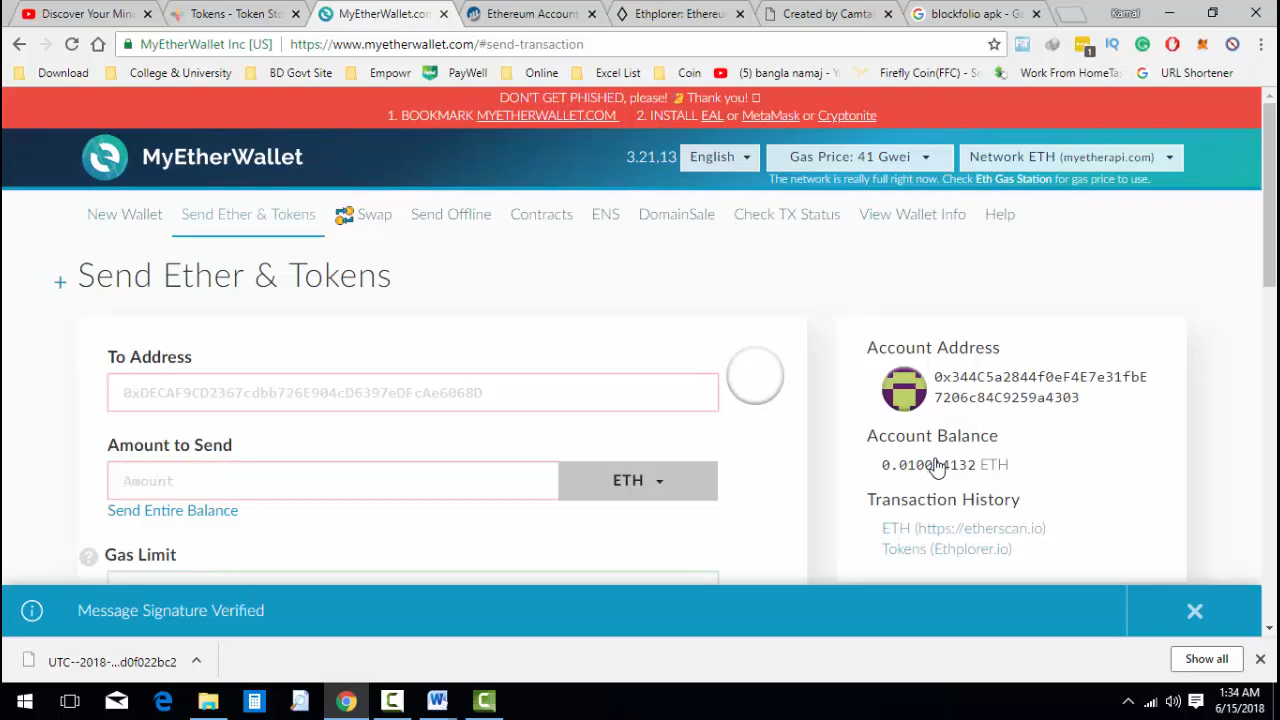 Discover Your Mind
Tokens - Token Sto
MyEtherWallet.com
Ethereum Account
Ethplorer: Ethereum
Created by Camtas
blockfolio apk - Go
Kamal
MyEtherWallet Inc [US]
https://www.myetherwallet.com/#send-transaction
Download
College & University
BD Govt Site
Empowr
PayWell
Online
Excel List
Coin
(5) bangla namaj - Y
Firefly Coin(FFC) - S
Work From HomeTa
URL Shortener
DON'T GET PHISHED, please! Thank you!
1. BOOKMARK MYETHERWALLET.COM 2. INSTALL EAL or MetaMask or Cryptonite
MyEtherWallet
3.21.13
English
Gas Price: 41 Gwei
Network ETH (myetherapi.com)
The network is really full right now. Check Eth Gas Station for gas price to use.
New Wallet
Send Ether & Tokens
Swap
Send Offline
Contracts
ENS
DomainSale
Check TX Status
View Wallet Info
Help
+ Send Ether & Tokens
To Address
0xDECAF9CD2367cdbb726E904cD6397eDFcAe6068D
Amount to Send
Amount
ETH
Send Entire Balance
? Gas Limit
Account Address
0x344C5a2844f0eF4E7e31fbE
7206c84C9259a4303
Account Balance
ETH
Transaction History
ETH (https://etherscan.io)
Tokens (Ethplorer.io)
Message Signature Verified
UTC--2018-...d0f022bc2
Show all
1:34 AM
6/15/2018